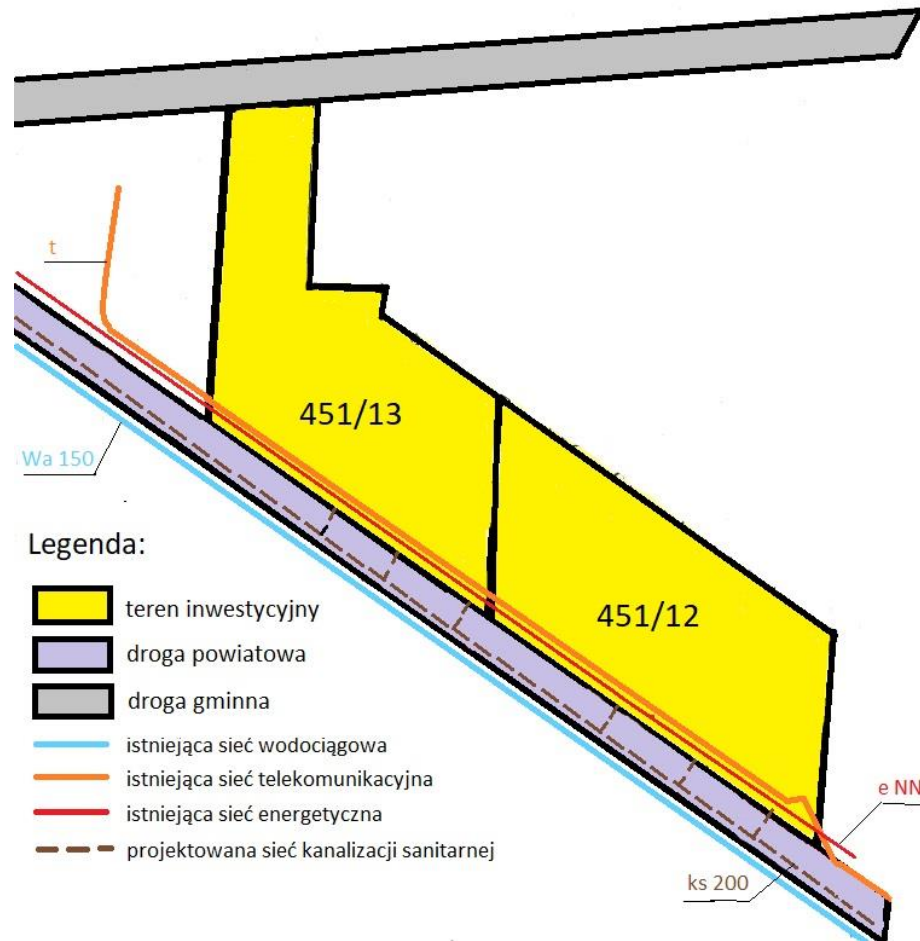 t
451/13
Wa 150
451/12
Legenda:
teren inwestycyjny
droga powiatowa
droga gminna
istniejąca sieć wodociągowa
istniejąca sieć telekomunikacyjna
istniejąca sieć energetyczna
projektowana sieć kanalizacji sanitarnej
e NN
ks 200